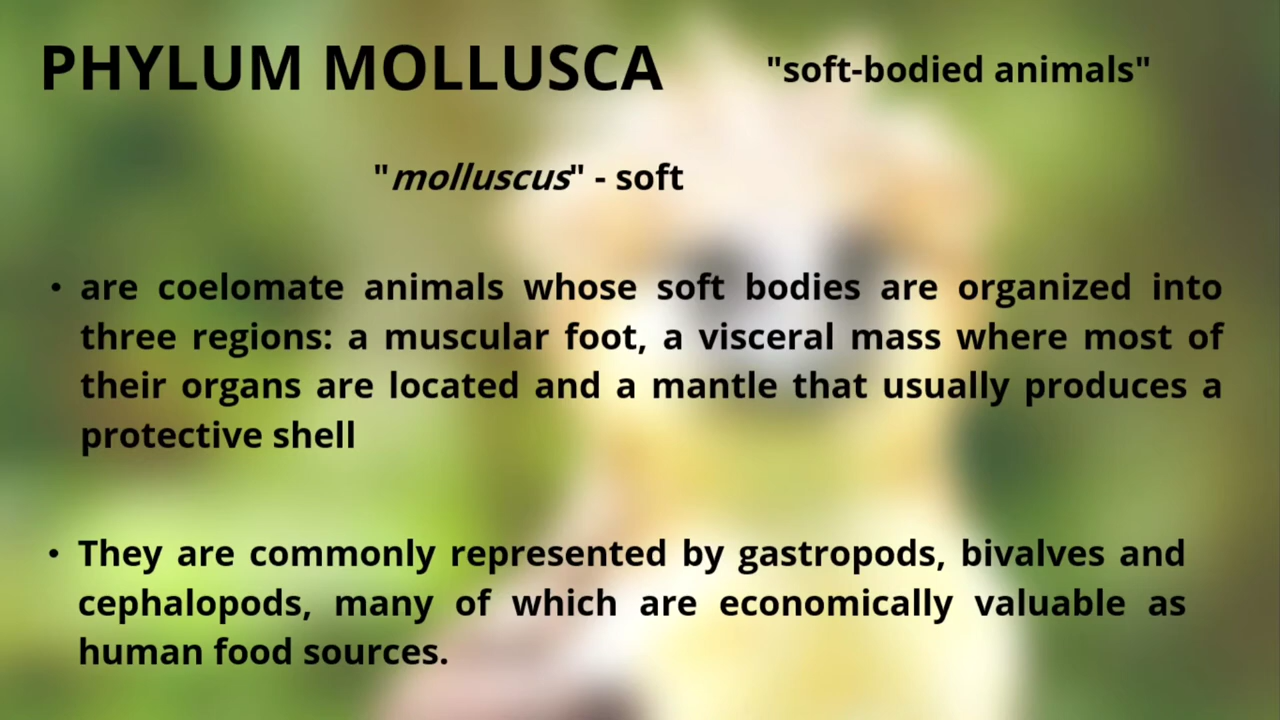 PHYLUM MOLLUSCA "soft-bodied animals"
"molluscus" - soft
• are coelomate animals whose soft bodies are organized into
three regions: a muscular foot, a visceral mass where most of
their organs are located and a mantle that usually produces a
protective shell
• They are commonly represented by gastropods, bivalves and
cephalopods, many of which are economically valuable as
human food sources.